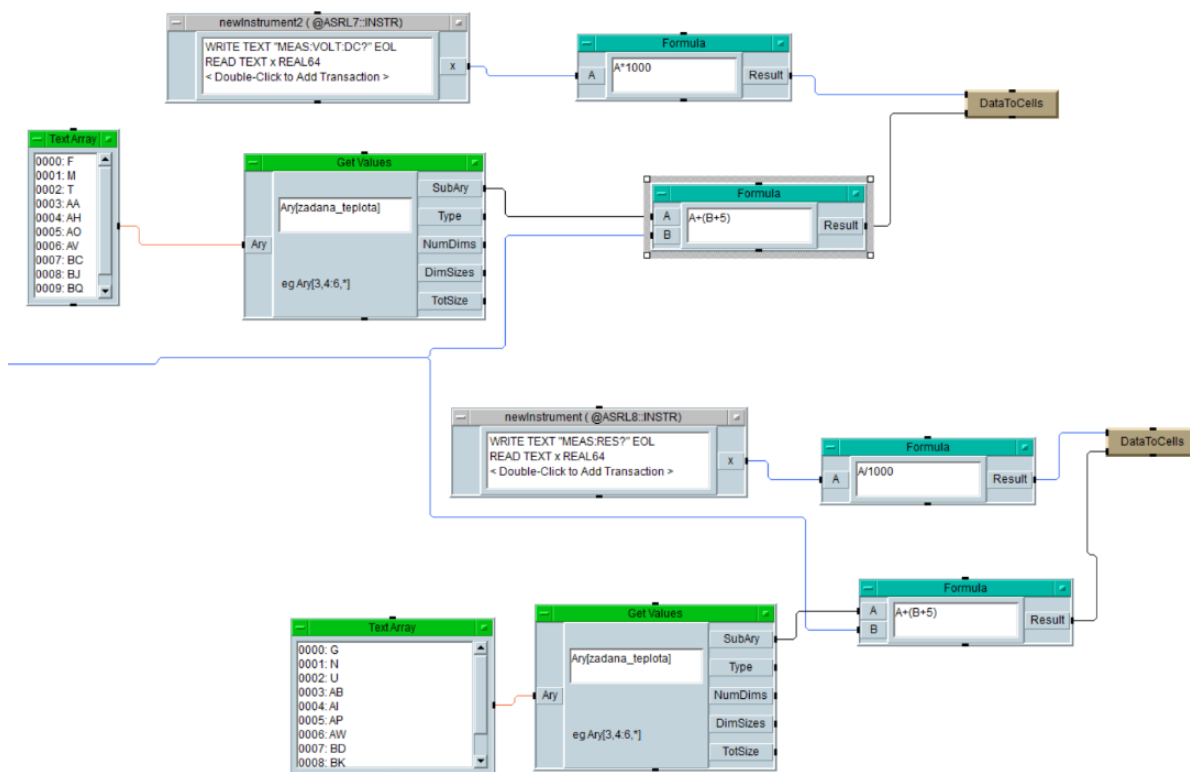 newInstrument2 ( @ASRL7::INSTR)
WRITE TEXT "MEAS:VOLT:DC?" EOL
READ TEXT x REAL64
< Double-Click to Add Transaction >
x
Formula
A
A*1000
Result
DataToCells
Text Array
0000: F
0001: M
0002: T
0003: AA
0004: AH
0005: AO
0006: AV
0007: BC
0008: BJ
0009: BQ
Get Values
Ary
Ary[zadana_teplota]
eg Ary[3,4:6,*]
SubAry
Type
NumDims
DimSizes
TotSize
Formula
A
B
A+(B+5)
Result
newInstrument ( @ASRL8::INSTR)
WRITE TEXT "MEAS:RES?" EOL
READ TEXT x REAL64
< Double-Click to Add Transaction >
x
Formula
A
A/1000
Result
DataToCells
Text Array
0000: G
0001: N
0002: U
0003: AB
0004: AI
0005: AP
0006: AW
0007: BD
0008: BK
Get Values
Ary
Ary[zadana_teplota]
eg Ary[3,4:6,*]
SubAry
Type
NumDims
DimSizes
TotSize
Formula
A
B
A+(B+5)
Result